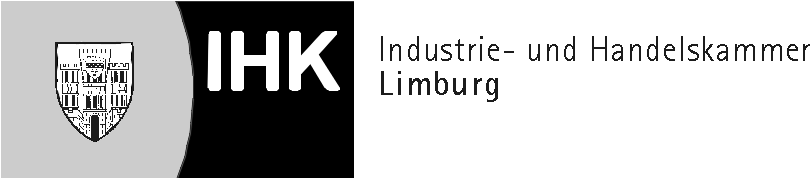 IHK
Industrie- und Handelskammer
Limburg